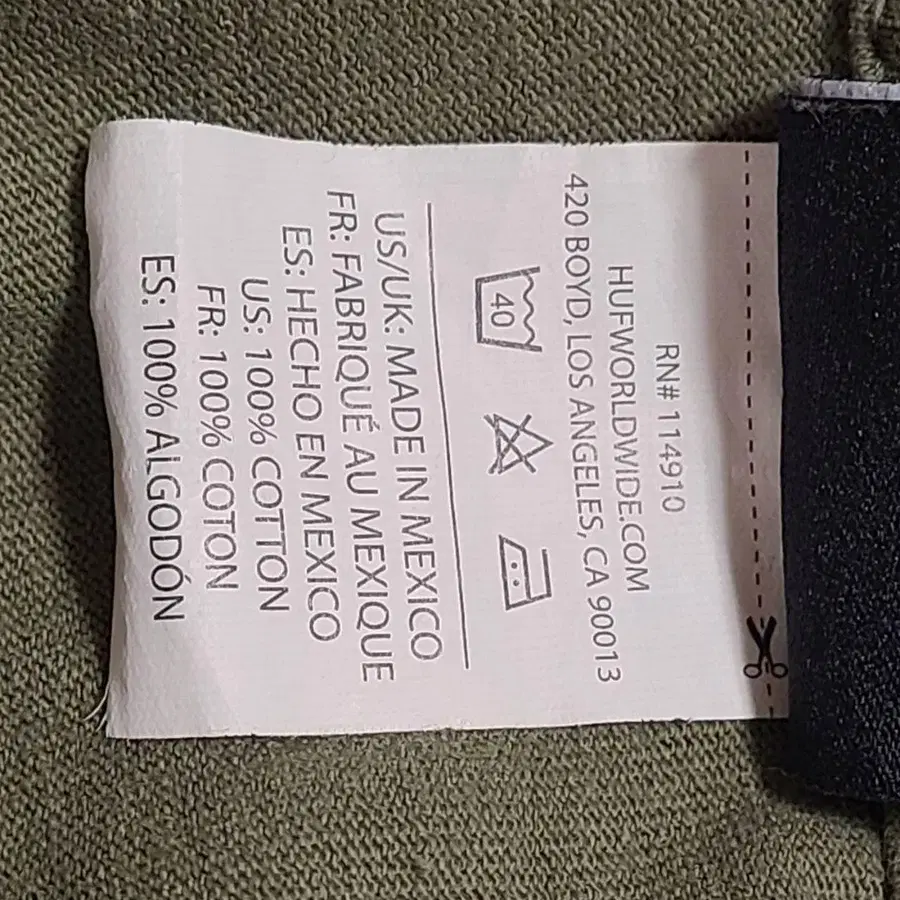 RN# 114910
HUFWORLDWIDE.COM
420 BOYD, LOS ANGELES, CA 90013
40
US/UK: MADE IN MEXICO
FR: FABRIQUÉ AU MEXIQUE
ES: HECHO EN MEXICO
US: 100% COTTON
FR: 100% COTON
ES: 100% ALGODÓN